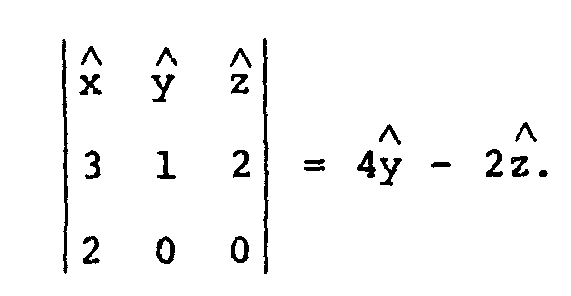 | x̂ ŷ ẑ |
| 3 1 2 | = 4ŷ - 2ẑ.
| 2 0 0 |